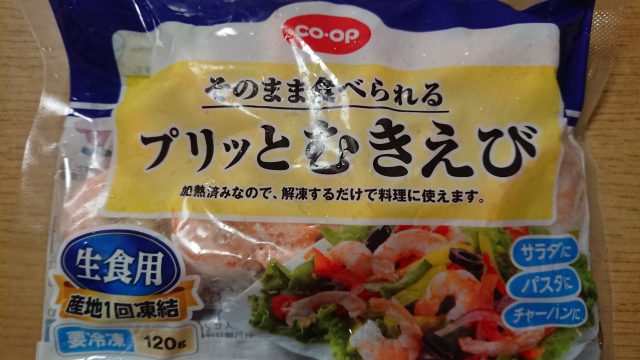 CO・OP
そのまま食べられる
プリッとむきえび
加熱済みなので、解凍するだけで料理に使えます。
生食用
産地1回凍結
要冷凍 120g
サラダに
パスタに
チャーハンに